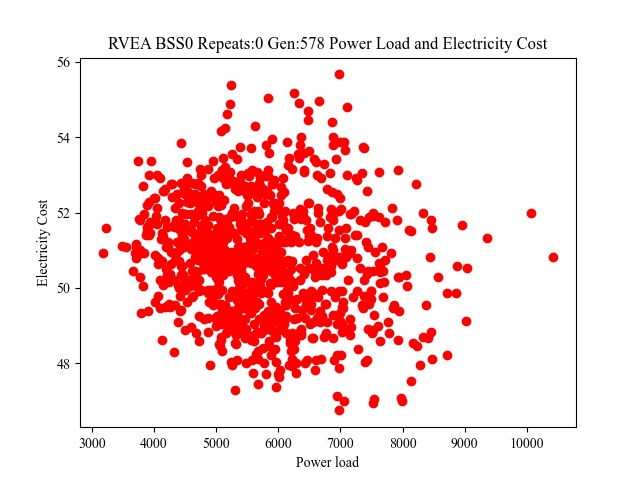 RVEA BSS0 Repeats:0 Gen:578 Power Load and Electricity Cost
56
54
52
50
48
Electricity Cost
3000 4000 5000 6000 7000 8000 9000 10000
Power load